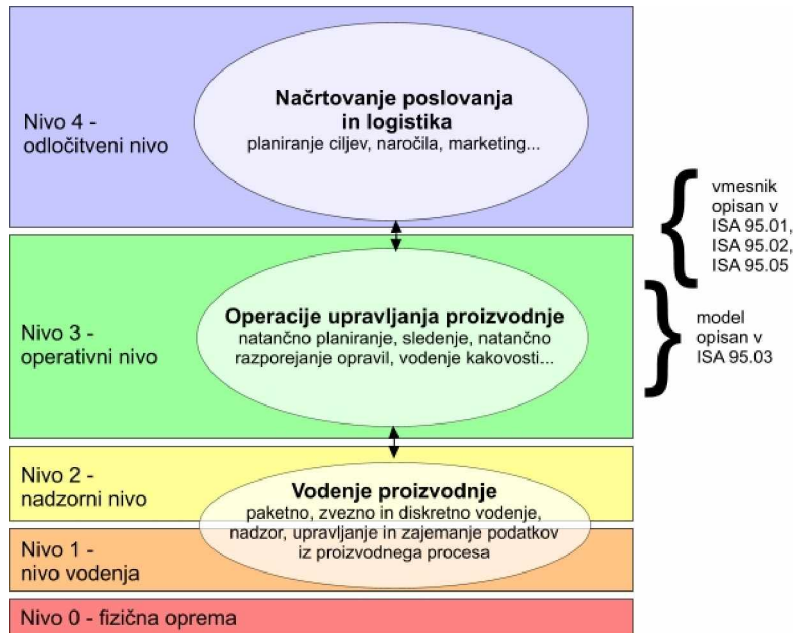 Nivo 4 -
odločitveni nivo
Načrtovanje poslovanja
in logistika
planiranje ciljev, naročila, marketing...
vmesnik
opisan v
ISA 95.01,
ISA 95.02,
ISA 95.05
Nivo 3 -
operativni nivo
Operacije upravljanja proizvodnje
natančno planiranje, sledenje, natančno
razporejanje opravil, vodenje kakovosti...
model
opisan v
ISA 95.03
Nivo 2 -
nadzorni nivo
Vodenje proizvodnje
paketno, zvezno in diskretno vodenje,
nadzor, upravljanje in zajemanje podatkov
iz proizvodnega procesa
Nivo 1 -
nivo vodenja
Nivo 0 - fizična oprema